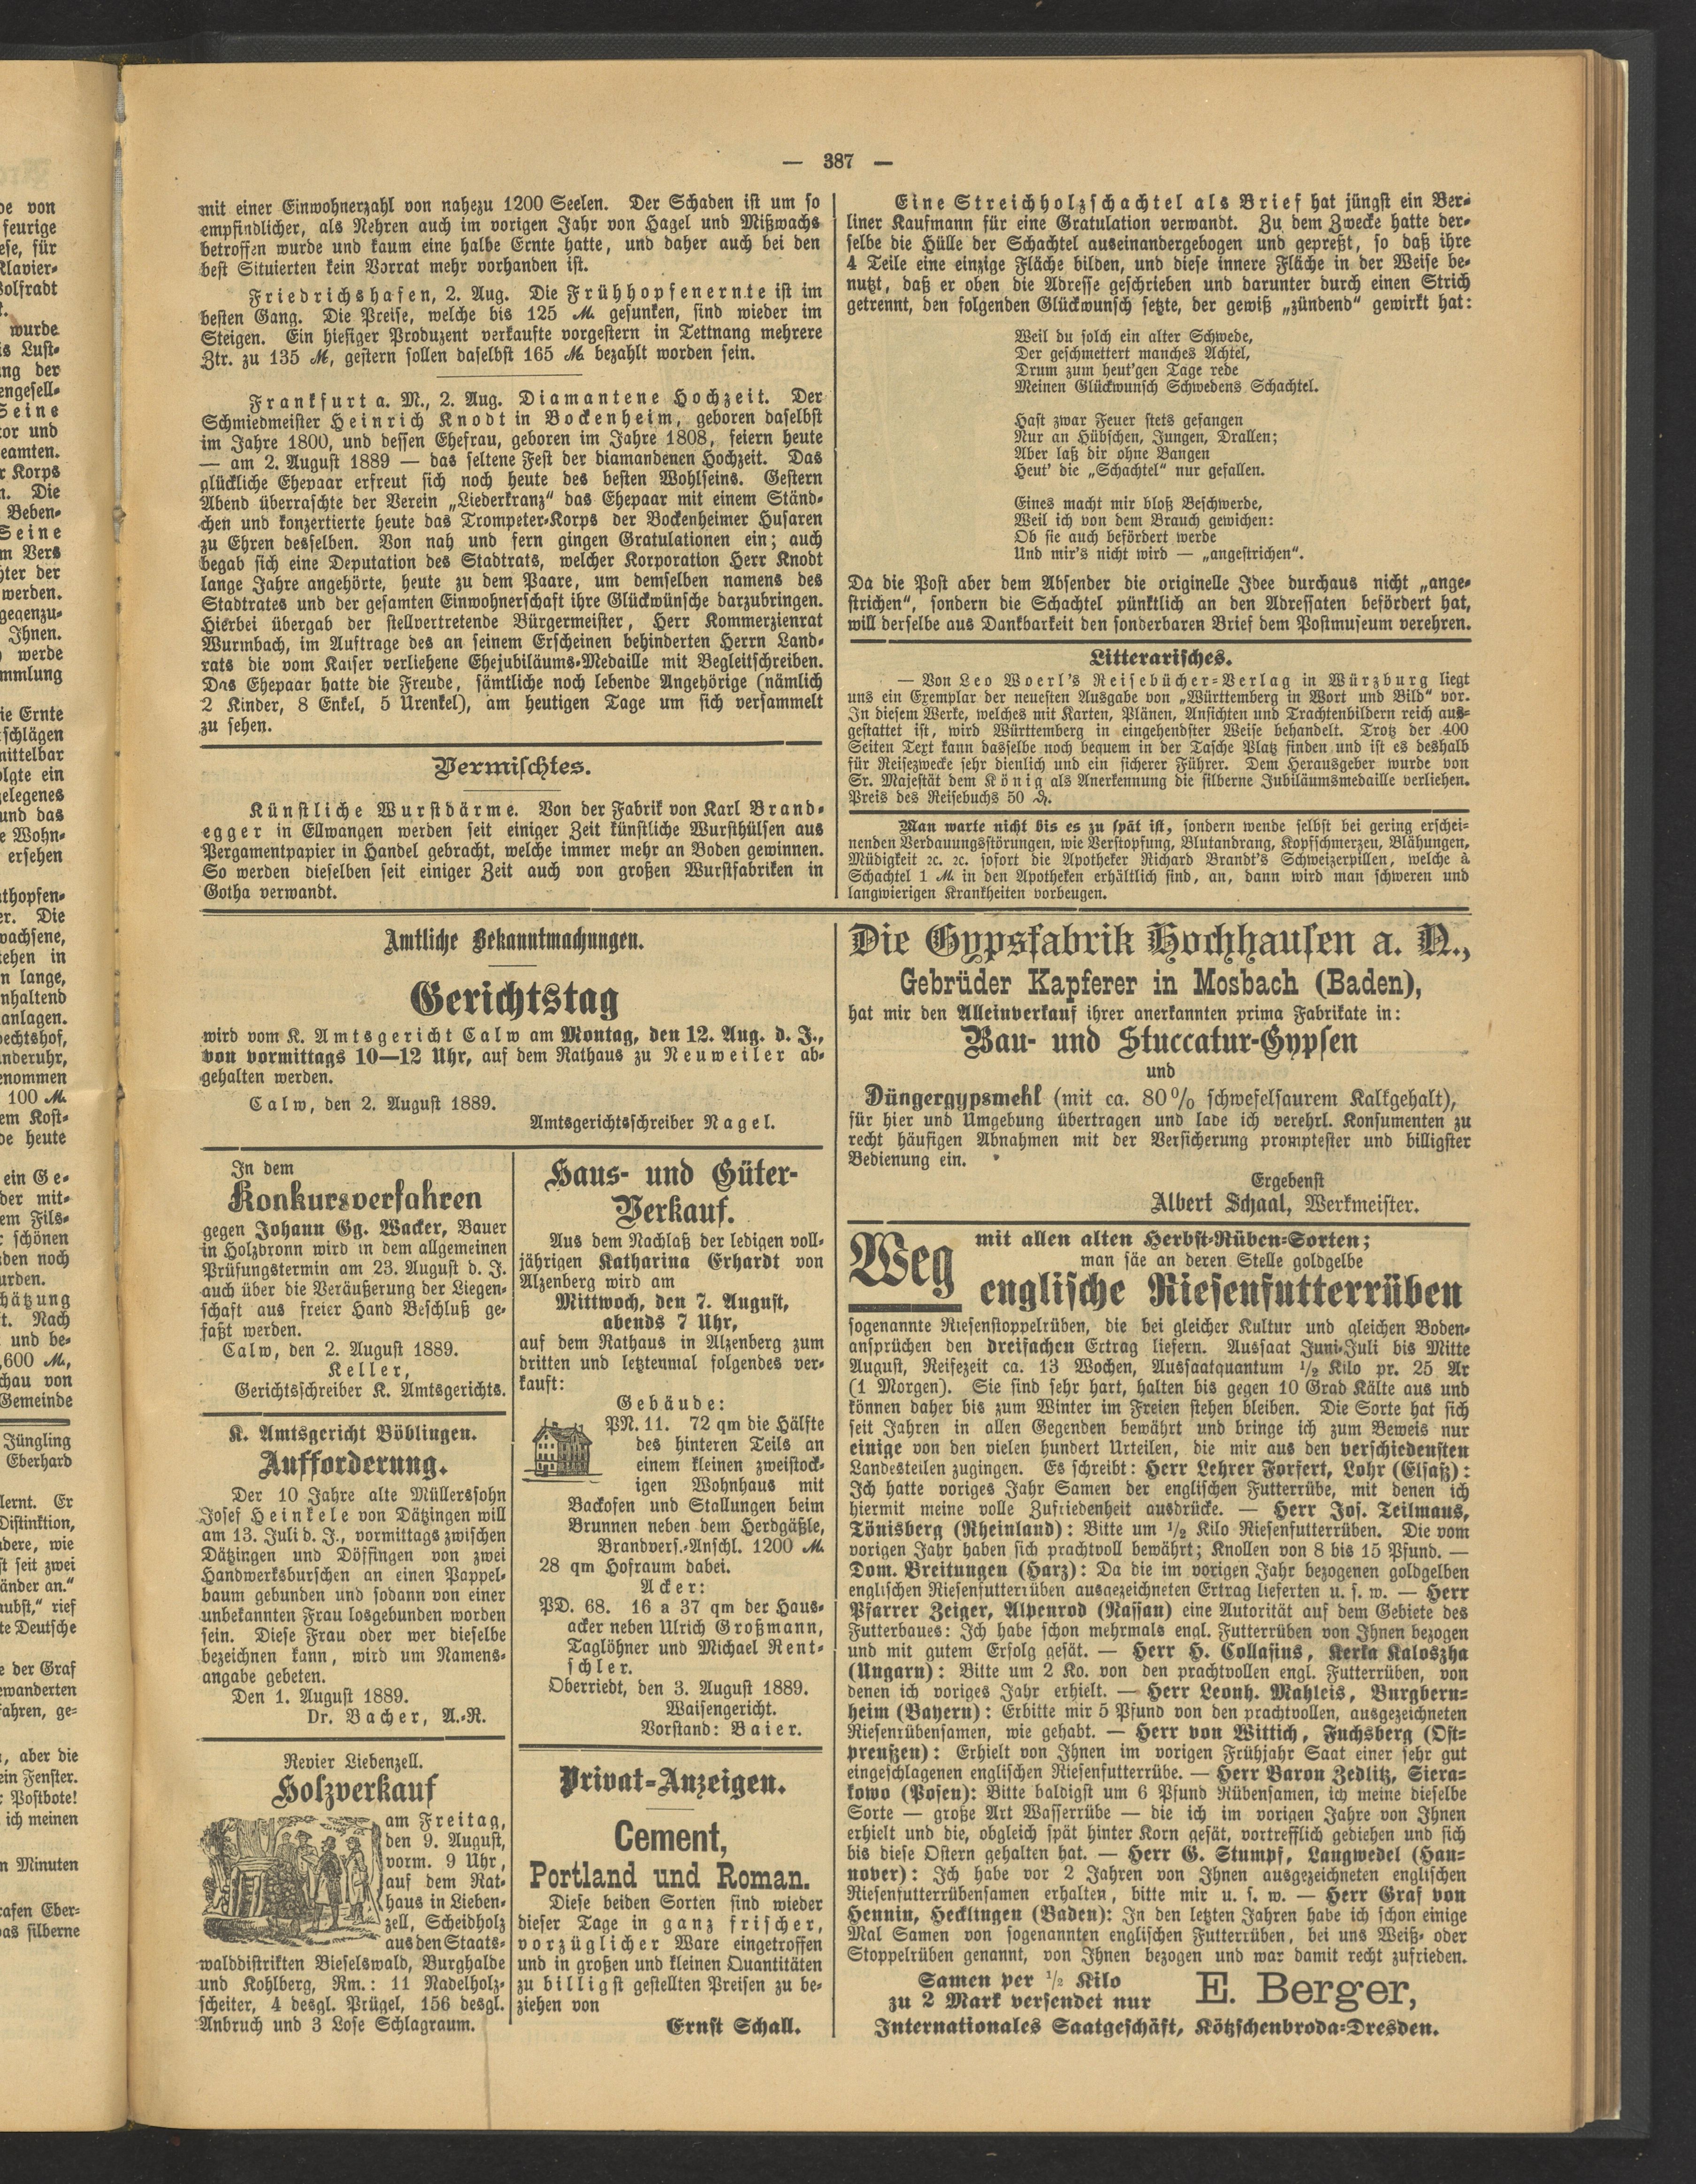 — 387 —
mit einer Einwohnerzahl von nahezu 1200 Seelen. Der Schaden ist um so
empfindlicher, als Nehren auch im vorigen Jahr von Hagel und Mißwachs
betroffen wurde und kaum eine halbe Ernte hatte, und daher auch bei den
best Situierten kein Vorrat mehr vorhanden ist.
Friedrichshafen, 2. Aug. Die Frühhopfenernte ist im
besten Gang. Die Preise, welche bis 125 M. gesunken, sind wieder im
Steigen. Ein hiesiger Produzent verkaufte vorgestern in Tettnang mehrere
Ztr. zu 135 M, gestern sollen daselbst 165 M. bezahlt worden sein.
Frankfurt a. M., 2. Aug. Diamantene Hochzeit. Der
Schmiedmeister Heinrich Knodt in Bockenheim, geboren daselbst
im Jahre 1800, und dessen Ehefrau, geboren im Jahre 1808, feiern heute
— am 2. August 1889 — das seltene Fest der diamandenen Hochzeit. Das
glückliche Ehepaar erfreut sich noch heute des besten Wohlseins. Gestern
Abend überraschte der Verein „Liederkranz“ das Ehepaar mit einem Ständ-
chen und konzertierte heute das Trompeter-Korps der Bockenheimer Husaren
zu Ehren desselben. Von nah und fern gingen Gratulationen ein; auch
begab sich eine Deputation des Stadtrats, welcher Korporation Herr Knodt
lange Jahre angehörte, heute zu dem Paare, um demselben namens des
Stadtrates und der gesamten Einwohnerschaft ihre Glückwünsche darzubringen.
Hierbei übergab der stellvertretende Bürgermeister, Herr Kommerzienrat
Wurmbach, im Auftrage des an seinem Erscheinen behinderten Herrn Land-
rats die vom Kaiser verliehene Ehejubiläums-Medaille mit Begleitschreiben.
Das Ehepaar hatte die Freude, sämtliche noch lebende Angehörige (nämlich
2 Kinder, 8 Enkel, 5 Urenkel), am heutigen Tage um sich versammelt
zu sehen.
Vermischtes.
Künstliche Wurstdärme. Von der Fabrik von Karl Brand-
egger in Ellwangen werden seit einiger Zeit künstliche Wursthülsen aus
Pergamentpapier in Handel gebracht, welche immer mehr an Boden gewinnen.
So werden dieselben seit einiger Zeit auch von großen Wurstfabriken in
Gotha verwandt.
Eine Streichholzschachtel als Brief hat jüngst ein Ber-
liner Kaufmann für eine Gratulation verwandt. Zu dem Zwecke hatte der-
selbe die Hülle der Schachtel auseinandergebogen und gepreßt, so daß ihre
4 Teile eine einzige Fläche bilden, und diese innere Fläche in der Weise be-
nutzt, daß er oben die Adresse geschrieben und darunter durch einen Strich
getrennt, den folgenden Glückwunsch setzte, der gewiß „zündend“ gewirkt hat:
Weil du solch ein alter Schwede,
Der geschmettert manches Achtel,
Drum zum heut'gen Tage rede
Meinen Glückwunsch Schwedens Schachtel.
Hast zwar Feuer stets gefangen
Nur an Hübschen, Jungen, Drallen;
Aber laß dir ohne Bangen
Heut' die „Schachtel“ nur gefallen.
Eines macht mir bloß Beschwerde,
Weil ich von dem Brauch gewichen:
Ob sie auch befördert werde
Und mir's nicht wird — „angestrichen“.
Da die Post aber dem Absender die originelle Idee durchaus nicht „ange-
strichen“, sondern die Schachtel pünktlich an den Adressaten befördert hat,
will derselbe aus Dankbarkeit den sonderbaren Brief dem Postmuseum verehren.
Litterarisches.
— Von Leo Woerl's Reisebücher-Verlag in Würzburg liegt
uns ein Exemplar der neuesten Ausgabe von „Württemberg in Wort und Bild“ vor.
In diesem Werke, welches mit Karten, Plänen, Ansichten und Trachtenbildern reich aus-
gestattet ist, wird Württemberg in eingehendster Weise behandelt. Trotz der 400
Seiten Text kann dasselbe noch bequem in der Tasche Platz finden und ist es deshalb
für Reisezwecke sehr dienlich und ein sicherer Führer. Dem Herausgeber wurde von
Sr. Majestät dem König als Anerkennung die silberne Jubiläumsmedaille verliehen.
Preis des Reisebuchs 50 ₰.
Man warte nicht bis es zu spät ist, sondern wende selbst bei gering erschei-
nenden Verdauungsstörungen, wie Verstopfung, Blutandrang, Kopfschmerzen, Blähungen,
Müdigkeit ꝛc. ꝛc. sofort die Apotheker Richard Brandt's Schweizerpillen, welche à
Schachtel 1 M. in den Apotheken erhältlich sind, an, dann wird man schweren und
langwierigen Krankheiten vorbeugen.
Amtliche Bekanntmachungen.
Gerichtstag
wird vom K. Amtsgericht Calw am Montag, den 12. Aug. d. J.,
von vormittags 10—12 Uhr, auf dem Rathaus zu Neuweiler ab-
gehalten werden.
Calw, den 2. August 1889.
Amtsgerichtsschreiber Nagel.
In dem
Konkursverfahren
gegen Johann Gg. Wacker, Bauer
in Holzbronn wird in dem allgemeinen
Prüfungstermin am 23. August d. J.
auch über die Veräußerung der Liegen-
schaft aus freier Hand Beschluß ge-
faßt werden.
Calw, den 2. August 1889.
Keller,
Gerichtsschreiber K. Amtsgerichts.
K. Amtsgericht Böblingen.
Aufforderung.
Der 10 Jahre alte Müllerssohn
Josef Heinkele von Dätzingen will
am 13. Juli d. J., vormittags zwischen
Dätzingen und Döffingen von zwei
Handwerksburschen an einen Pappel-
baum gebunden und sodann von einer
unbekannten Frau losgebunden worden
sein. Diese Frau oder wer dieselbe
bezeichnen kann, wird um Namens-
angabe gebeten.
Den 1. August 1889.
Dr. Bacher, A.-R.
Revier Liebenzell.
Holzverkauf
am Freitag,
den 9. August,
vorm. 9 Uhr,
auf dem Rat-
haus in Lieben-
zell, Scheidholz
aus den Staats-
walddistrikten Bieselswald, Burghalde
und Kohlberg, Rm.: 11 Nadelholz-
scheiter, 4 desgl. Prügel, 156 desgl.
Anbruch und 3 Lose Schlagraum.
Haus- und Güter-
Verkauf.
Aus dem Nachlaß der ledigen voll-
jährigen Katharina Erhardt von
Alzenberg wird am
Mittwoch, den 7. August,
abends 7 Uhr,
auf dem Rathaus in Alzenberg zum
dritten und letztenmal folgendes ver-
kauft:
Gebäude:
PN. 11. 72 qm die Hälfte
des hinteren Teils an
einem kleinen zweistock-
igen Wohnhaus mit
Backofen und Stallungen beim
Brunnen neben dem Herdgäßle,
Brandvers.-Anschl. 1200 M.
28 qm Hofraum dabei.
Acker:
PD. 68. 16 a 37 qm der Haus-
acker neben Ulrich Großmann,
Taglöhner und Michael Rent-
schler.
Oberriedt, den 3. August 1889.
Waisengericht.
Vorstand: Baier.
Privat-Anzeigen.
Cement,
Portland und Roman.
Diese beiden Sorten sind wieder
dieser Tage in ganz frischer,
vorzüglicher Ware eingetroffen
und in großen und kleinen Quantitäten
zu billigst gestellten Preisen zu be-
ziehen von
Ernst Schall.
Die Gypsfabrik Hochhausen a. N.,
Gebrüder Kapferer in Mosbach (Baden),
hat mir den Alleinverkauf ihrer anerkannten prima Fabrikate in:
Bau- und Stuccatur-Gypsen
und
Düngergypsmehl (mit ca. 80% schwefelsaurem Kalkgehalt),
für hier und Umgebung übertragen und lade ich verehrl. Konsumenten zu
recht häufigen Abnahmen mit der Versicherung promptester und billigster
Bedienung ein.
Ergebenst
Albert Schaal, Werkmeister.
Weg mit allen alten Herbst-Rüben-Sorten;
man säe an deren Stelle goldgelbe
englische Riesenfutterrüben
sogenannte Riesenstoppelrüben, die bei gleicher Kultur und gleichen Boden-
ansprüchen den dreifachen Ertrag liefern. Aussaat Juni-Juli bis Mitte
August, Reifezeit ca. 13 Wochen, Aussaatquantum 1/2 Kilo pr. 25 Ar
(1 Morgen). Sie sind sehr hart, halten bis gegen 10 Grad Kälte aus und
können daher bis zum Winter im Freien stehen bleiben. Die Sorte hat sich
seit Jahren in allen Gegenden bewährt und bringe ich zum Beweis nur
einige von den vielen hundert Urteilen, die mir aus den verschiedensten
Landesteilen zugingen. Es schreibt: Herr Lehrer Forfert, Lohr (Elsaß):
Ich hatte voriges Jahr Samen der englischen Futterrübe, mit denen ich
hiermit meine volle Zufriedenheit ausdrücke. — Herr Jos. Teilmans,
Tönisberg (Rheinland): Bitte um 1/2 Kilo Riesenfutterrüben. Die vom
vorigen Jahr haben sich prachtvoll bewährt; Knollen von 8 bis 15 Pfund. —
Dom. Breitungen (Harz): Da die im vorigen Jahr bezogenen goldgelben
englischen Riesenfutterrüben ausgezeichneten Ertrag lieferten u. s. w. — Herr
Pfarrer Zeiger, Alpenrod (Nassau) eine Autorität auf dem Gebiete des
Futterbaues: Ich habe schon mehrmals engl. Futterrüben von Ihnen bezogen
und mit gutem Erfolg gesät. — Herr H. Collasius, Kerka Kaloszha
(Ungarn): Bitte um 2 Ko. von den prachtvollen engl. Futterrüben, von
denen ich voriges Jahr erhielt. — Herr Leonh. Mahleis, Burgbern-
heim (Bayern): Erbitte mir 5 Pfund von den prachtvollen, ausgezeichneten
Riesenrübensamen, wie gehabt. — Herr von Wittich, Fuchsberg (Ost-
preußen): Erhielt von Ihnen im vorigen Frühjahr Saat einer sehr gut
eingeschlagenen englischen Riesenfutterrübe. — Herr Baron Zedlitz, Siera-
kowo (Posen): Bitte baldigst um 6 Pfund Rübensamen, ich meine dieselbe
Sorte — große Art Wasserrübe — die ich im vorigen Jahre von Ihnen
erhielt und die, obgleich spät hinter Korn gesät, vortrefflich gediehen und sich
bis diese Ostern gehalten hat. — Herr G. Stumpf, Langwedel (Han-
nover): Ich habe vor 2 Jahren von Ihnen ausgezeichneten englischen
Riesenfutterrübensamen erhalten, bitte mir u. s. w. — Herr Graf von
Hennin, Hecklingen (Baden): In den letzten Jahren habe ich schon einige
Mal Samen von sogenannten englischen Futterrüben, bei uns Weiß- oder
Stoppelrüben genannt, von Ihnen bezogen und war damit recht zufrieden.
Samen per 1/2 Kilo
zu 2 Mark versendet nur
E. Berger,
Internationales Saatgeschäft, Kötzschenbroda-Dresden.